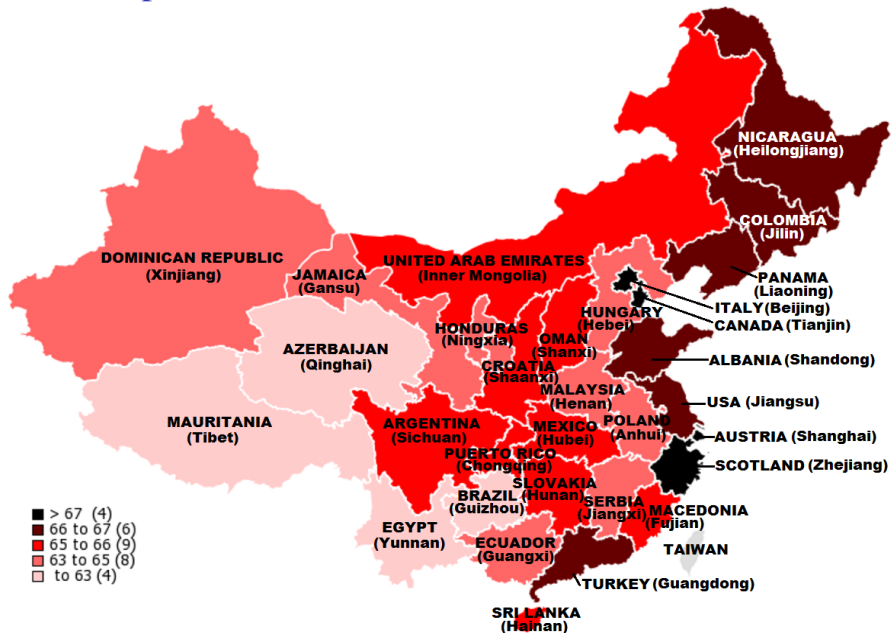 NICARAGUA
(Heilongjiang)
COLOMBIA
(Jilin)
DOMINICAN REPUBLIC
(Xinjiang)
UNITED ARAB EMIRATES
(Inner Mongolia)
JAMAICA
(Gansu)
PANAMA
(Liaoning)
ITALY (Beijing)
CANADA (Tianjin)
HUNGARY
(Hebei)
HONDURAS
(Ningxia)
OMAN
(Shanxi)
AZERBAIJAN
(Qinghai)
CROATIA
(Shaanxi)
ALBANIA (Shandong)
MALAYSIA
(Henan)
USA (Jiangsu)
MAURITANIA
(Tibet)
ARGENTINA
(Sichuan)
MEXICO
(Hubei)
POLAND
(Anhui)
AUSTRIA (Shanghai)
PUERTO RICO
(Chongqing)
SCOTLAND (Zhejiang)
SLOVAKIA
(Hunan)
BRAZIL
(Guizhou)
SERBIA
(Jiangxi)
MACEDONIA
(Fujian)
EGYPT
(Yunnan)
ECUADOR
(Guangxi)
TAIWAN
TURKEY (Guangdong)
SRI LANKA
(Hainan)
> 67 (4)
66 to 67 (6)
65 to 66 (9)
63 to 65 (8)
to 63 (4)